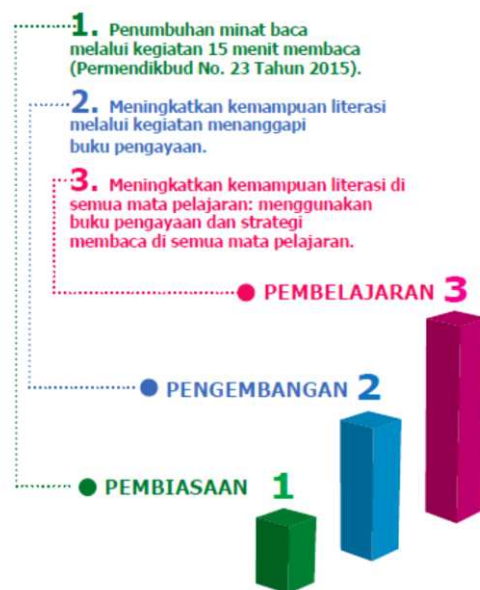 1. Penumbuhan minat baca
melalui kegiatan 15 menit membaca
(Permendikbud No. 23 Tahun 2015).
2. Meningkatkan kemampuan literasi
melalui kegiatan menanggapi
buku pengayaan.
3. Meningkatkan kemampuan literasi di
semua mata pelajaran: menggunakan
buku pengayaan dan strategi
membaca di semua mata pelajaran.
PEMBELAJARAN 3
PENGEMBANGAN 2
PEMBIASAAN 1